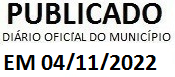 PUBLICADO
DIÁRIO OFICIAL DO MUNICÍPIO
EM 04/11/2022